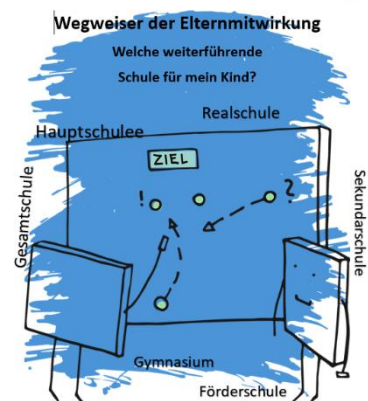 Wegweiser der Elternmitwirkung
Welche weiterführende
Schule für mein Kind?
Realschule
Hauptschulee
ZIEL
! ?
Gesamtschule
Sekundarschule
Gymnasium
Förderschule